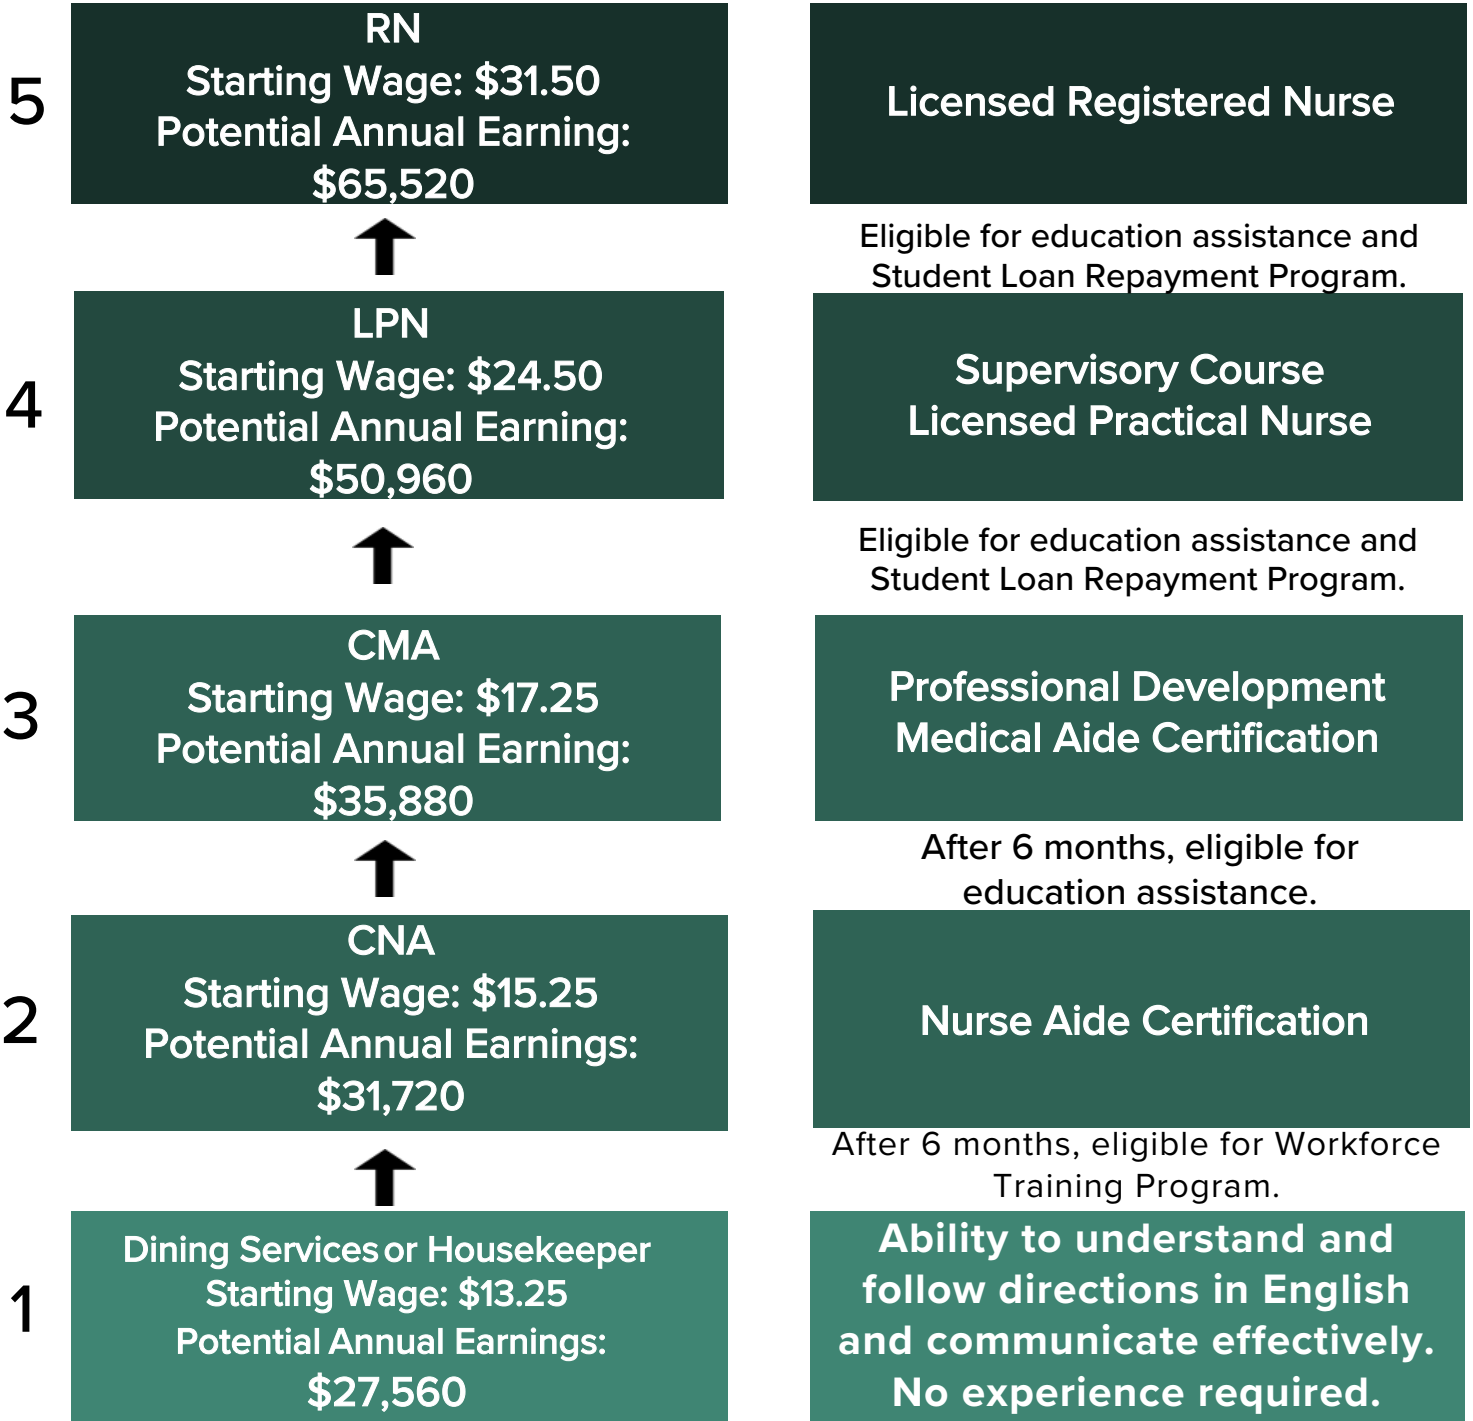 5
RN
Starting Wage: $31.50
Potential Annual Earning:
$65,520
Licensed Registered Nurse
Eligible for education assistance and
Student Loan Repayment Program.
4
LPN
Starting Wage: $24.50
Potential Annual Earning:
$50,960
Supervisory Course
Licensed Practical Nurse
Eligible for education assistance and
Student Loan Repayment Program.
3
CMA
Starting Wage: $17.25
Potential Annual Earning:
$35,880
Professional Development
Medical Aide Certification
After 6 months, eligible for
education assistance.
2
CNA
Starting Wage: $15.25
Potential Annual Earnings:
$31,720
Nurse Aide Certification
After 6 months, eligible for Workforce
Training Program.
1
Dining Services or Housekeeper
Starting Wage: $13.25
Potential Annual Earnings:
$27,560
Ability to understand and
follow directions in English
and communicate effectively.
No experience required.